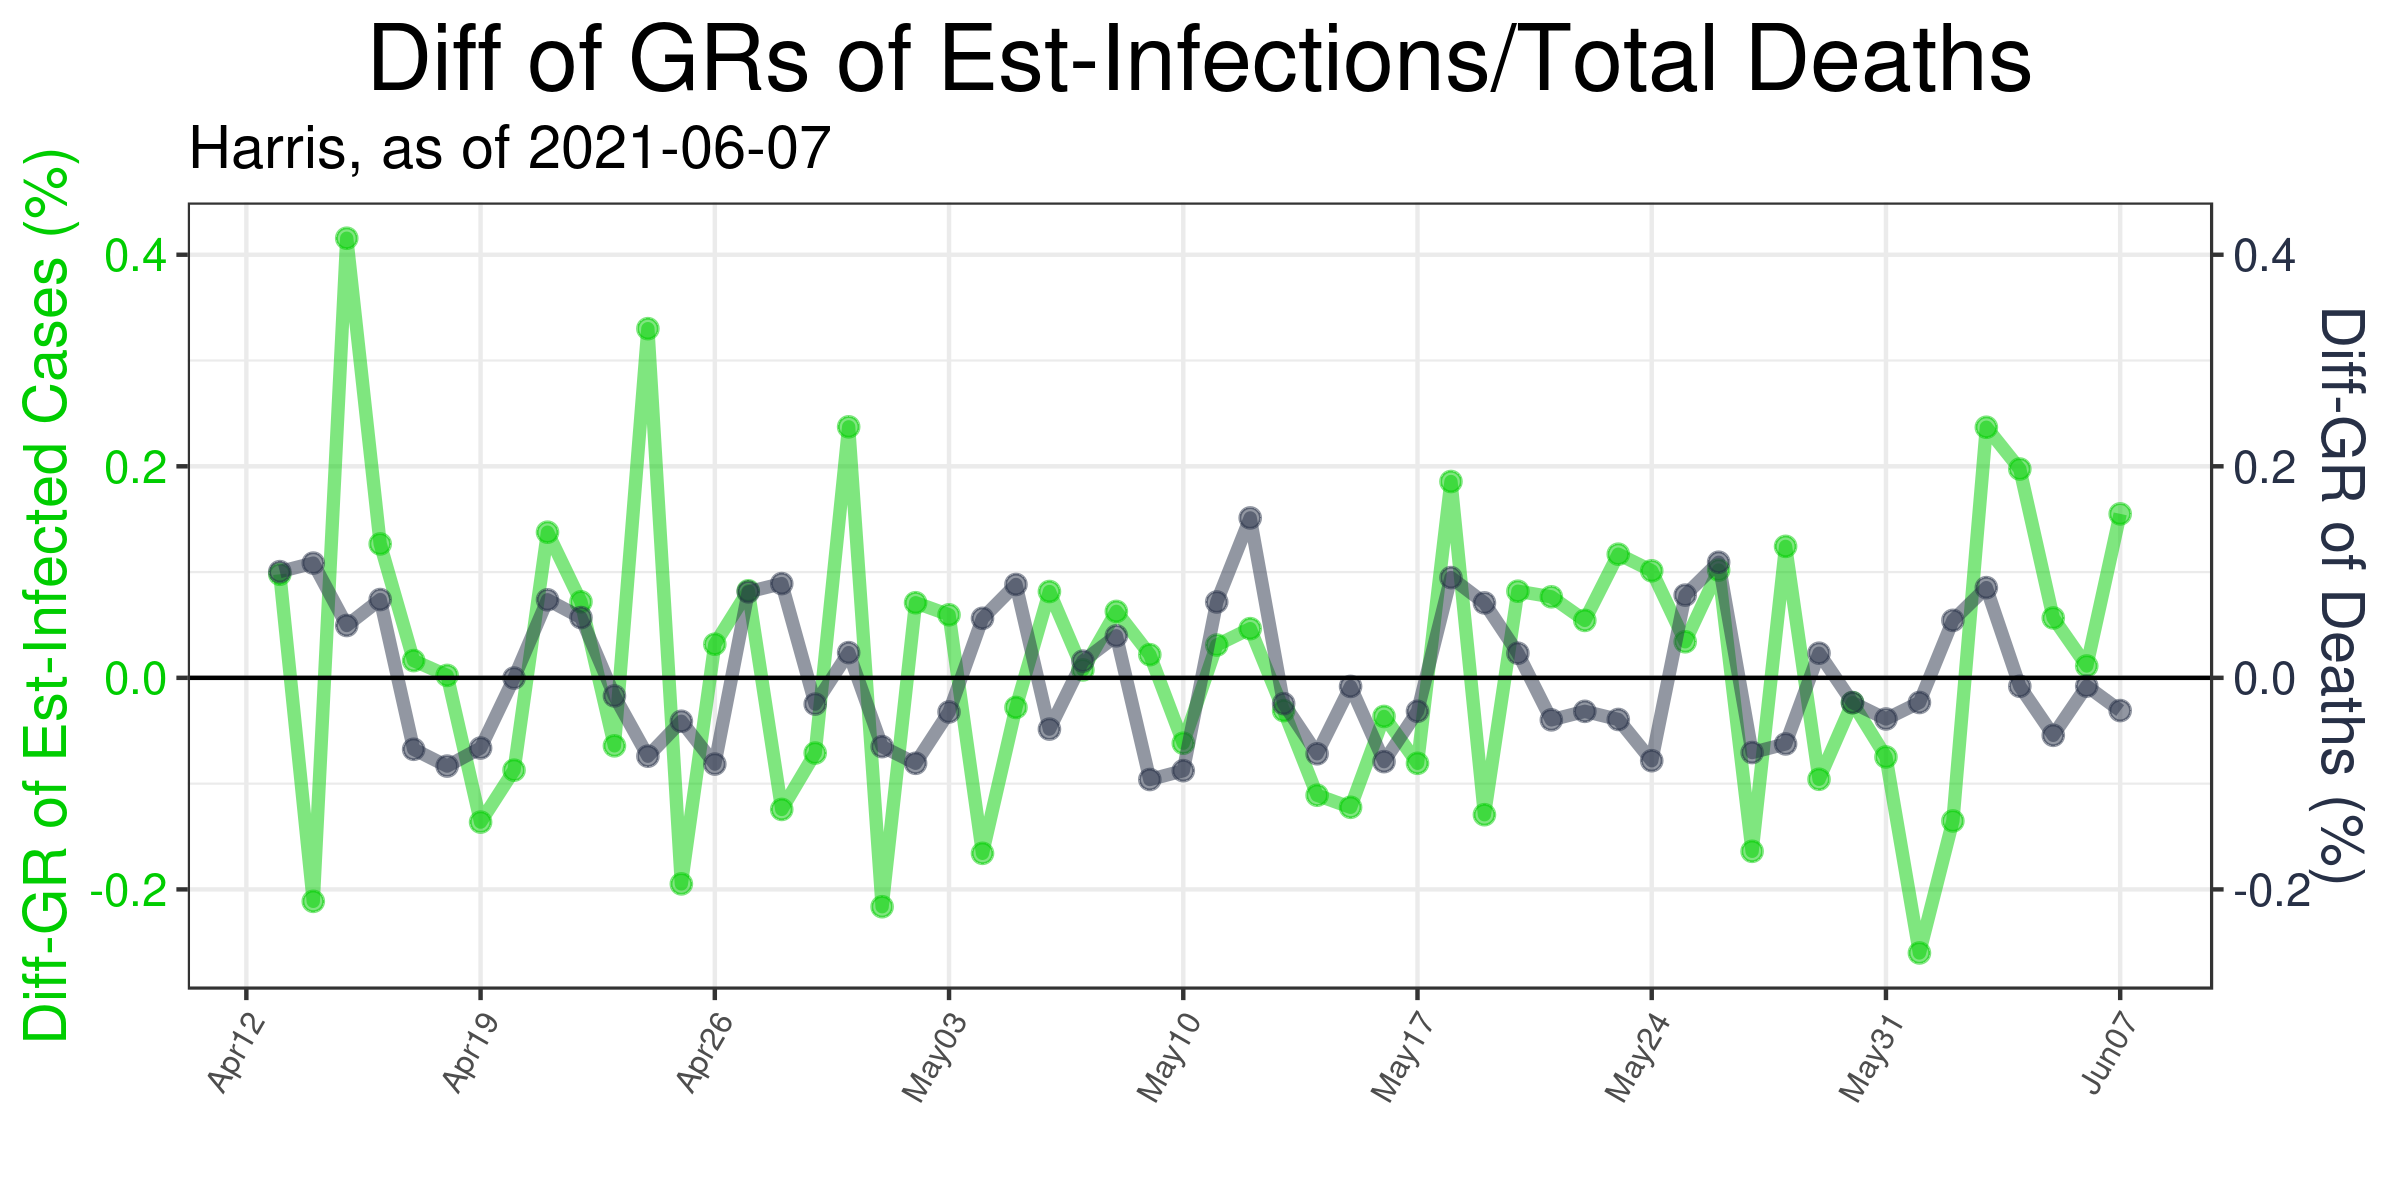 Diff of GRs of Est-Infections/Total Deaths
Harris, as of 2021-06-07
Diff-GR of Est-Infected Cases (%)
0.4
0.2
0.0
-0.2
0.4
0.2
0.0
-0.2
Diff-GR of Deaths (%)
Apr12 Apr19 Apr26 May03 May10 May17 May24 May31 Jun07